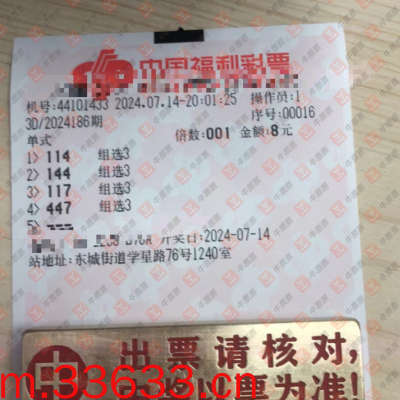 中国福利彩票
机号:44101433 2024.07.14-20:01:25 操作员:1
3D/2024186期 序号:00016
单式 倍数:001 金额:8元
1> 114 组选3
2> 144 组选3
3> 117 组选3
4> 447 组选3
5>
开奖日:2024-07-14
站地址:东城街道学星路76号1240室
出票请核对,
m.33633.cn
为准!